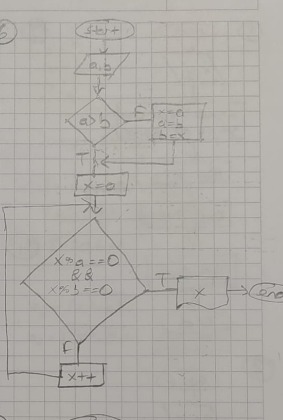 6
start
a,b
a>b
F
x=a
a=b
b=x
T
x=a
x%a==0
&&
x%b==0
T
x
end
F
x++